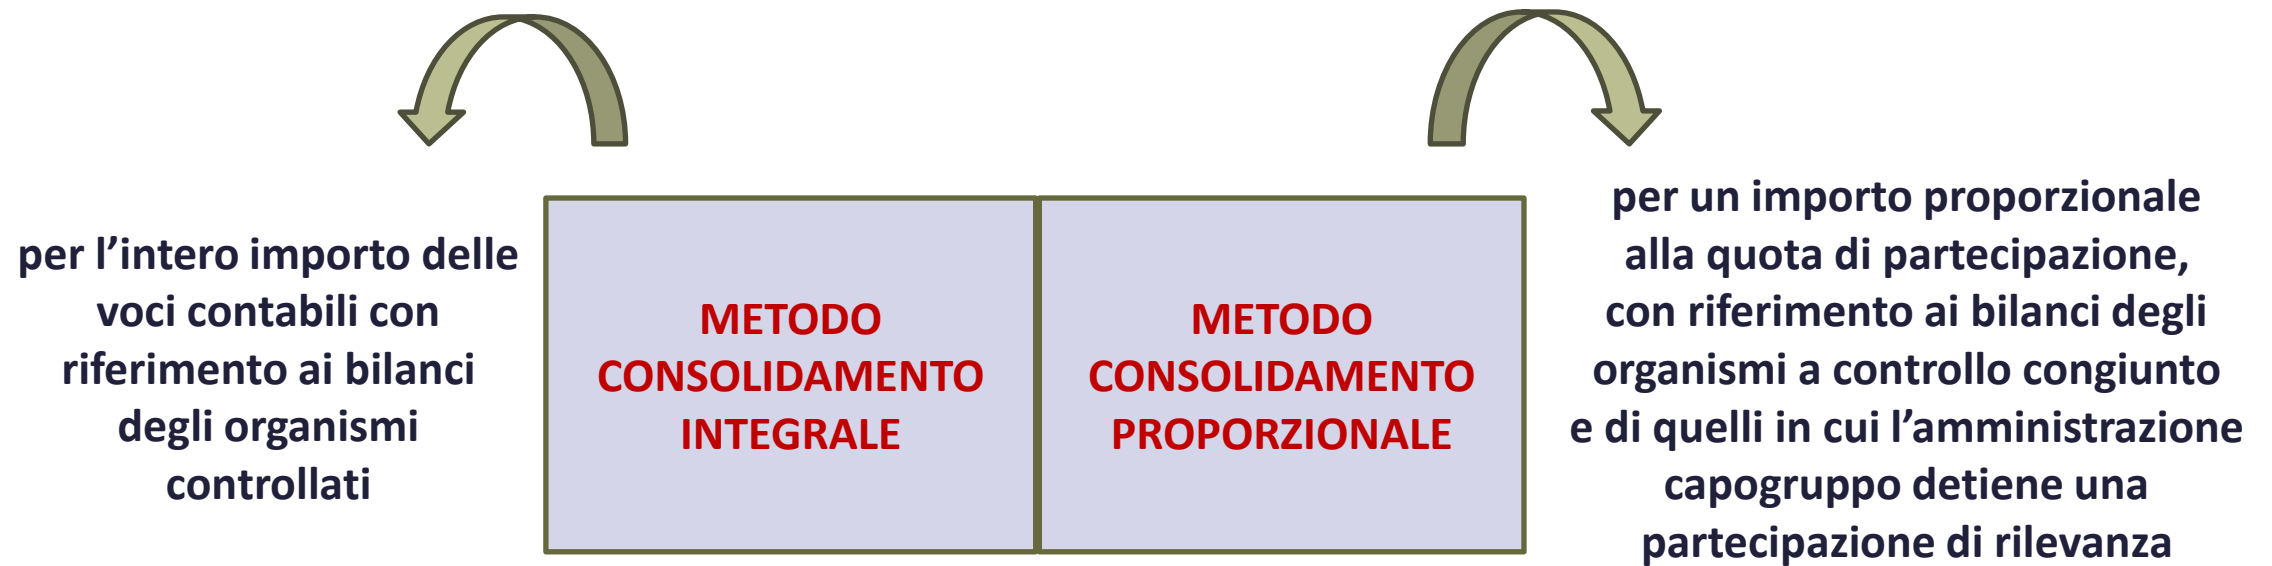 per l’intero importo delle
voci contabili con
riferimento ai bilanci
degli organismi
controllati
METODO
CONSOLIDAMENTO
INTEGRALE
METODO
CONSOLIDAMENTO
PROPORZIONALE
per un importo proporzionale
alla quota di partecipazione,
con riferimento ai bilanci degli
organismi a controllo congiunto
e di quelli in cui l’amministrazione
capogruppo detiene una
partecipazione di rilevanza